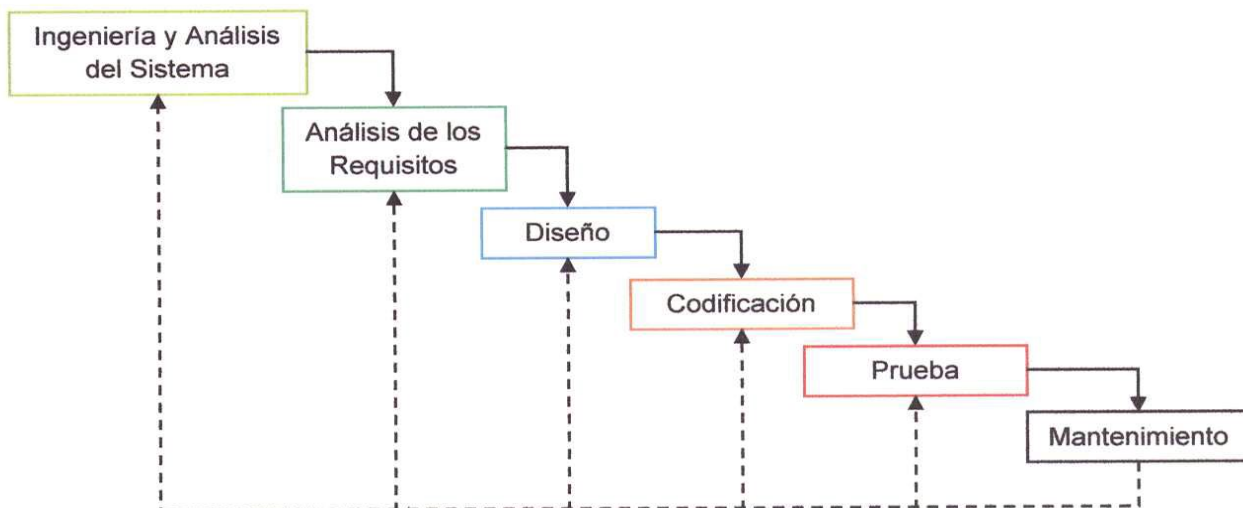 Ingeniería y Análisis
del Sistema
Análisis de los
Requisitos
Diseño
Codificación
Prueba
Mantenimiento